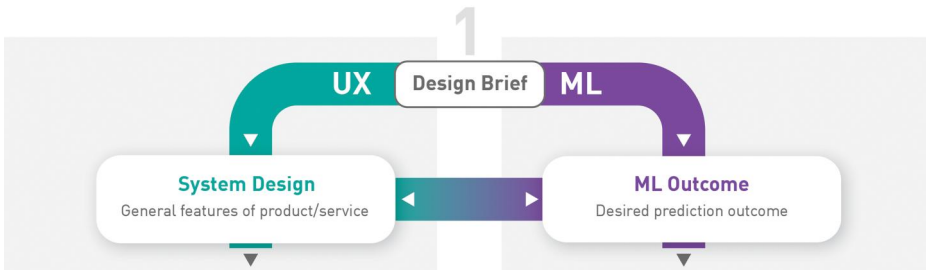 1
UX Design Brief ML
System Design
General features of product/service
ML Outcome
Desired prediction outcome